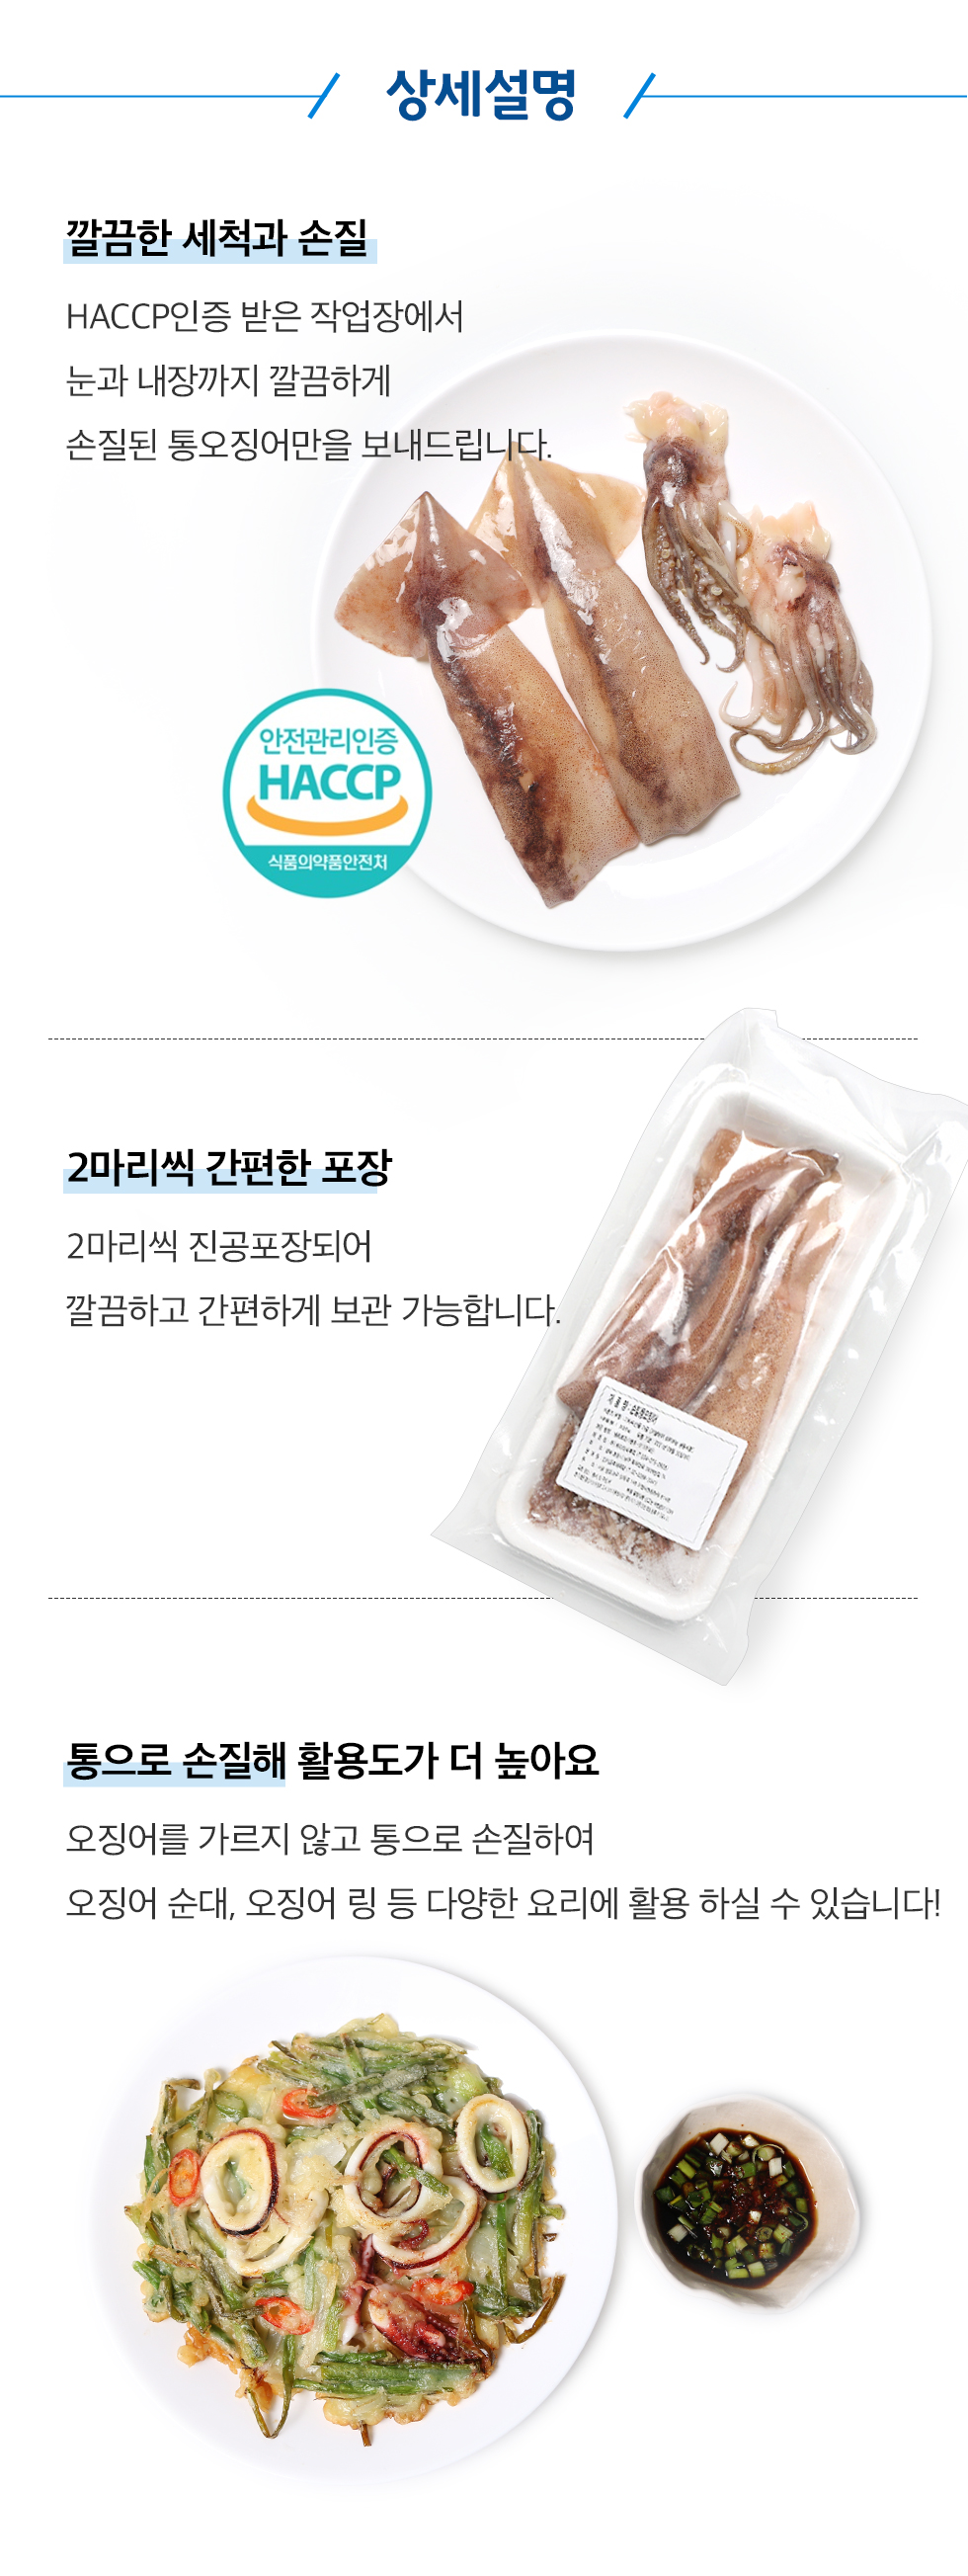 상세설명
깔끔한 세척과 손질
HACCP인증 받은 작업장에서
눈과 내장까지 깔끔하게
손질된 통오징어만을 보내드립니다.
안전관리인증
HACCP
식품의약품안전처
2마리씩 간편한 포장
2마리씩 진공포장되어
깔끔하고 간편하게 보관 가능합니다.
통으로 손질해 활용도가 더 높아요
오징어를 가르지 않고 통으로 손질하여
오징어 순대, 오징어 링 등 다양한 요리에 활용 하실 수 있습니다!